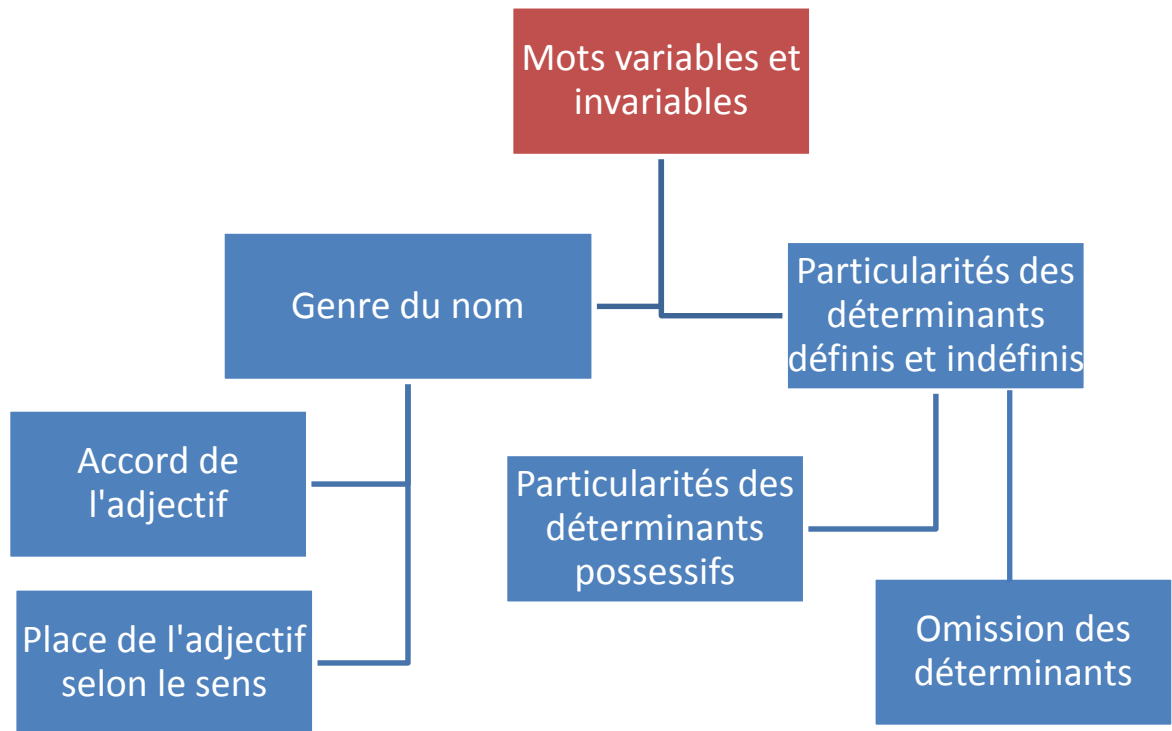 Mots variables et
invariables
Genre du nom
Particularités des
déterminants
définis et indéfinis
Accord de
l'adjectif
Place de l'adjectif
selon le sens
Particularités des
déterminants
possessifs
Omission des
déterminants